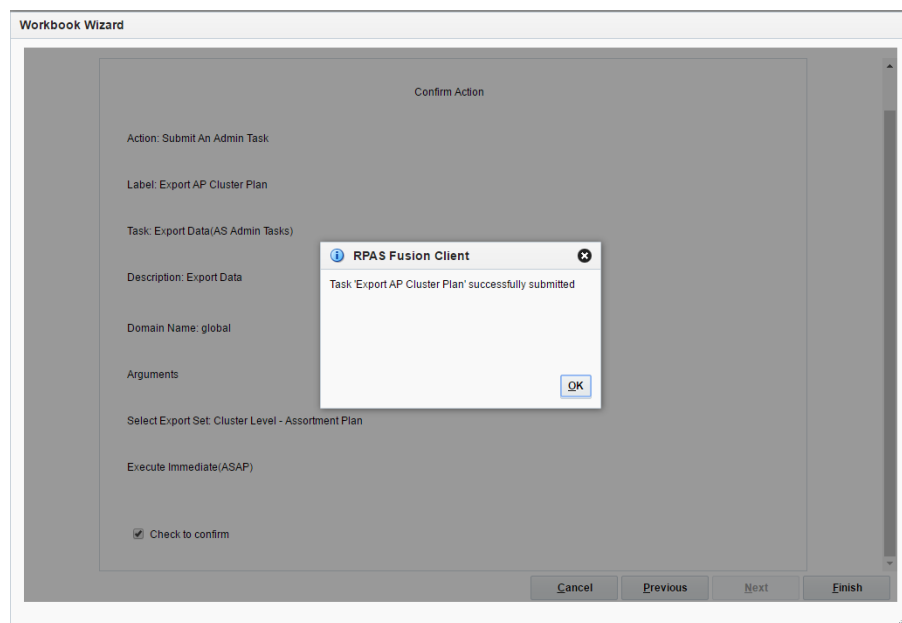 Workbook Wizard
Confirm Action
Action: Submit An Admin Task
Label: Export AP Cluster Plan
Task: Export Data(AS Admin Tasks)
RPAS Fusion Client
Description: Export Data
Task 'Export AP Cluster Plan' successfully submitted
Domain Name: global
Arguments
OK
Select Export Set: Cluster Level - Assortment Plan
Execute Immediate(ASAP)
Check to confirm
Cancel Previous Next Finish